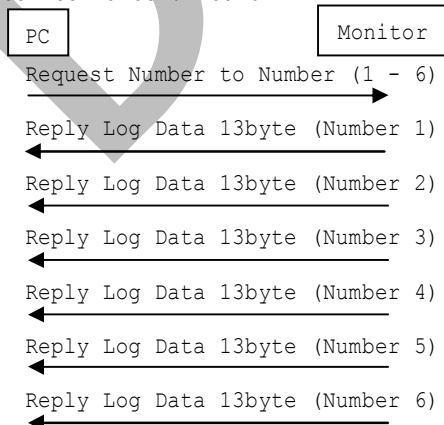 PC
Monitor
Request Number to Number (1 - 6)
Reply Log Data 13byte (Number 1)
Reply Log Data 13byte (Number 2)
Reply Log Data 13byte (Number 3)
Reply Log Data 13byte (Number 4)
Reply Log Data 13byte (Number 5)
Reply Log Data 13byte (Number 6)